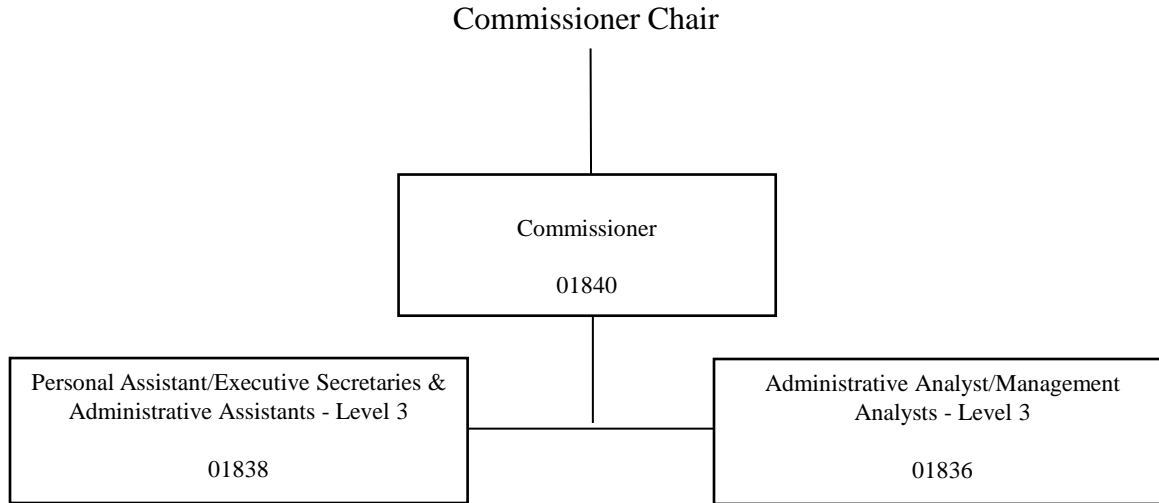 Commissioner Chair
Commissioner
01840
Personal Assistant/Executive Secretaries &
Administrative Assistants - Level 3
01838
Administrative Analyst/Management
Analysts - Level 3
01836